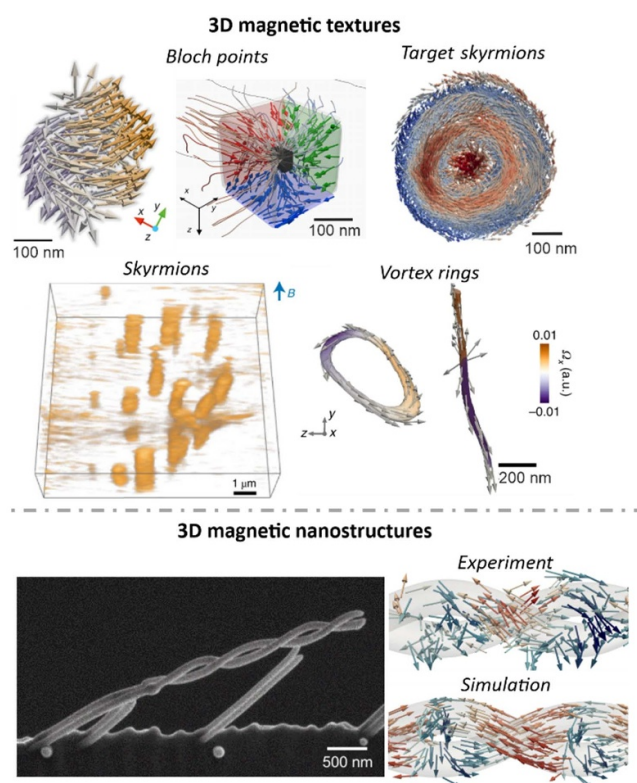 3D magnetic textures
Bloch points
Target skyrmions
x
y
z
100 nm
x
y
z
100 nm
100 nm
Skyrmions
Vortex rings
B
1 μm
y
z
x
0.01
Ωx (a.u.)
−0.01
200 nm
3D magnetic nanostructures
Experiment
Simulation
500 nm